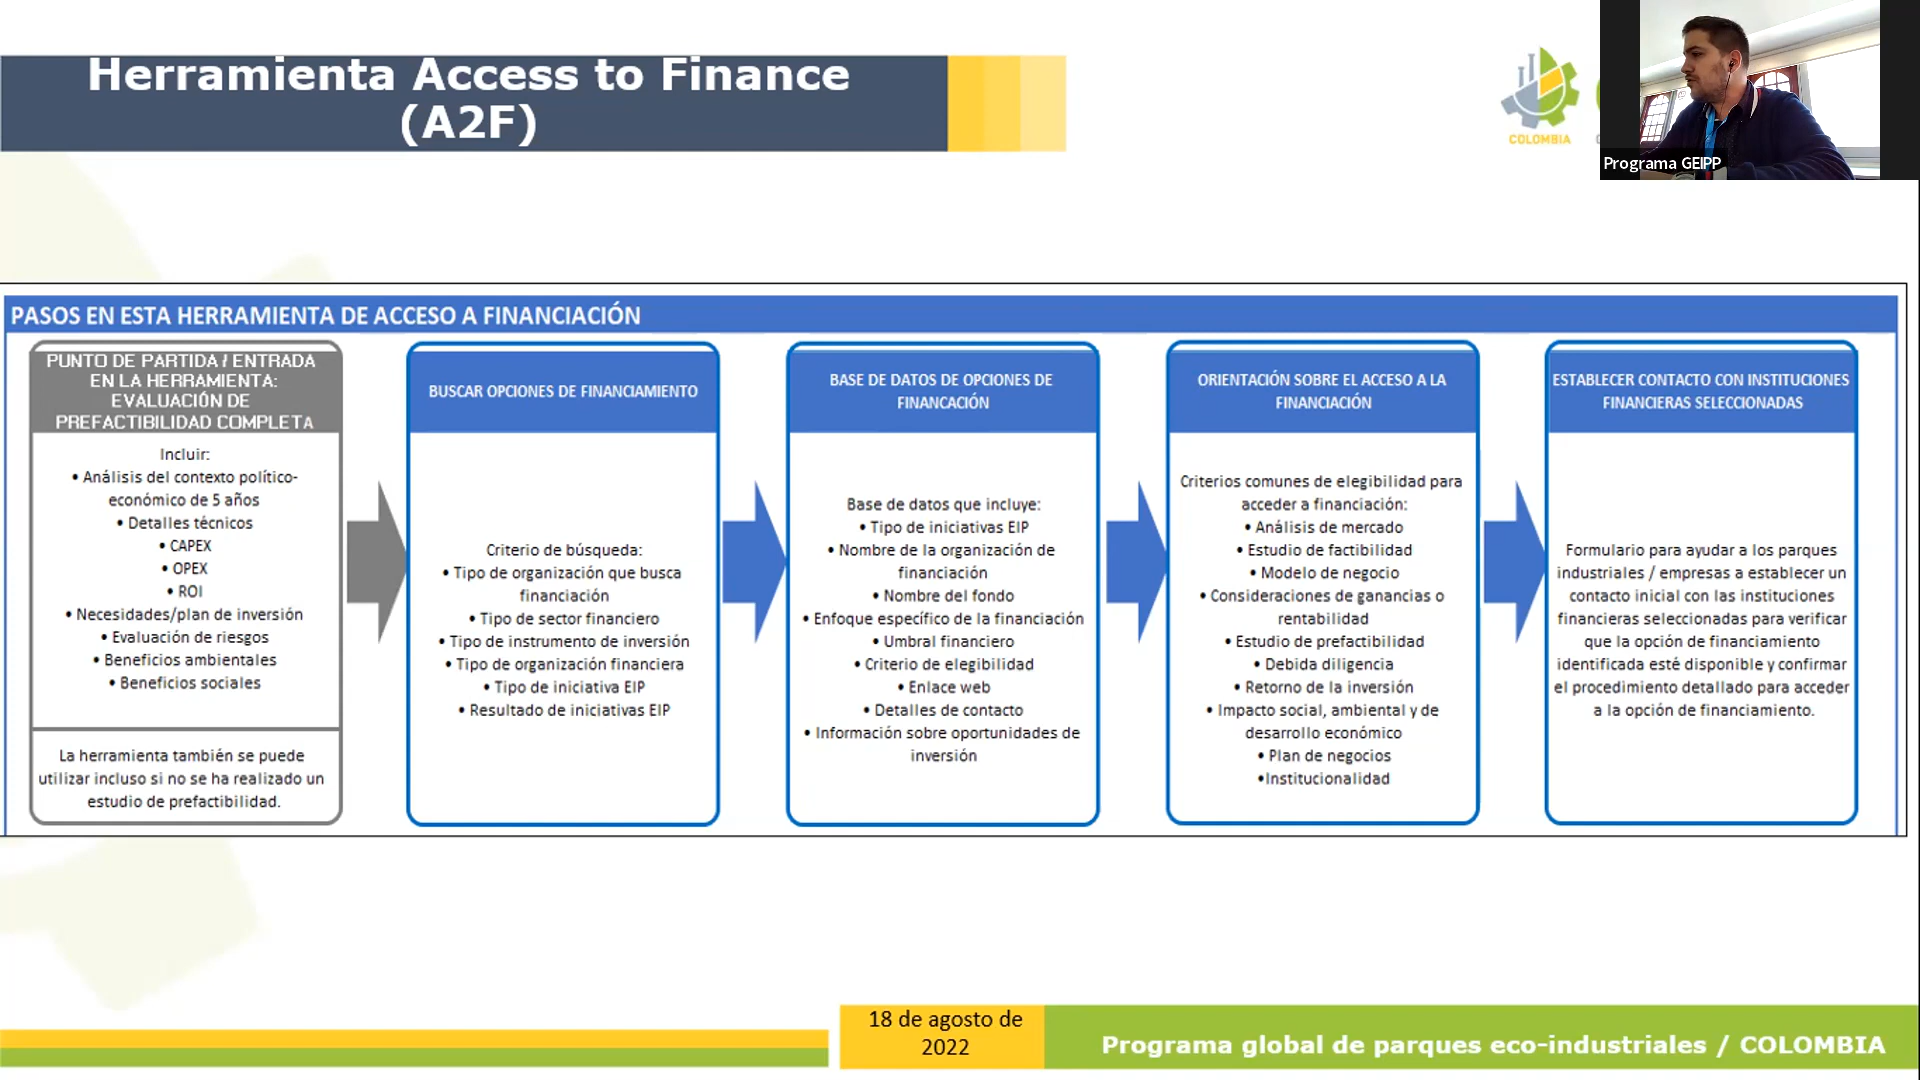 Herramienta Access to Finance
(A2F)
COLOMBIA
Programa GEIPP
PASOS EN ESTA HERRAMIENTA DE ACCESO A FINANCIACIÓN
PUNTO DE PARTIDA / ENTRADA
EN LA HERRAMIENTA:
EVALUACIÓN DE
PREFACTIBILIDAD COMPLETA
Incluir:
• Análisis del contexto político-
económico de 5 años
• Detalles técnicos
• CAPEX
• OPEX
• ROI
• Necesidades/plan de inversión
• Evaluación de riesgos
• Beneficios ambientales
• Beneficios sociales
La herramienta también se puede
utilizar incluso si no se ha realizado un
estudio de prefactibilidad.
BUSCAR OPCIONES DE FINANCIAMIENTO
Criterio de búsqueda:
• Tipo de organización que busca
financiación
• Tipo de sector financiero
• Tipo de instrumento de inversión
• Tipo de organización financiera
• Tipo de iniciativa EIP
• Resultado de iniciativas EIP
BASE DE DATOS DE OPCIONES DE
FINANCACIÓN
Base de datos que incluye:
• Tipo de iniciativas EIP
• Nombre de la organización de
financiación
• Nombre del fondo
• Enfoque específico de la financiación
• Umbral financiero
• Criterio de elegibilidad
• Enlace web
• Detalles de contacto
• Información sobre oportunidades de
inversión
ORIENTACIÓN SOBRE EL ACCESO A LA
FINANCIACIÓN
Criterios comunes de elegibilidad para
acceder a financiación:
• Análisis de mercado
• Estudio de factibilidad
• Modelo de negocio
• Consideraciones de ganancias o
rentabilidad
• Estudio de prefactibilidad
• Debida diligencia
• Retorno de la inversión
• Impacto social, ambiental y de
desarrollo económico
• Plan de negocios
•Institucionalidad
ESTABLECER CONTACTO CON INSTITUCIONES
FINANCIERAS SELECCIONADAS
Formulario para ayudar a los parques
industriales / empresas a establecer un
contacto inicial con las instituciones
financieras seleccionadas para verificar
que la opción de financiamiento
identificada esté disponible y confirmar
el procedimiento detallado para acceder
a la opción de financiamiento.
18 de agosto de
2022
Programa global de parques eco-industriales / COLOMBIA